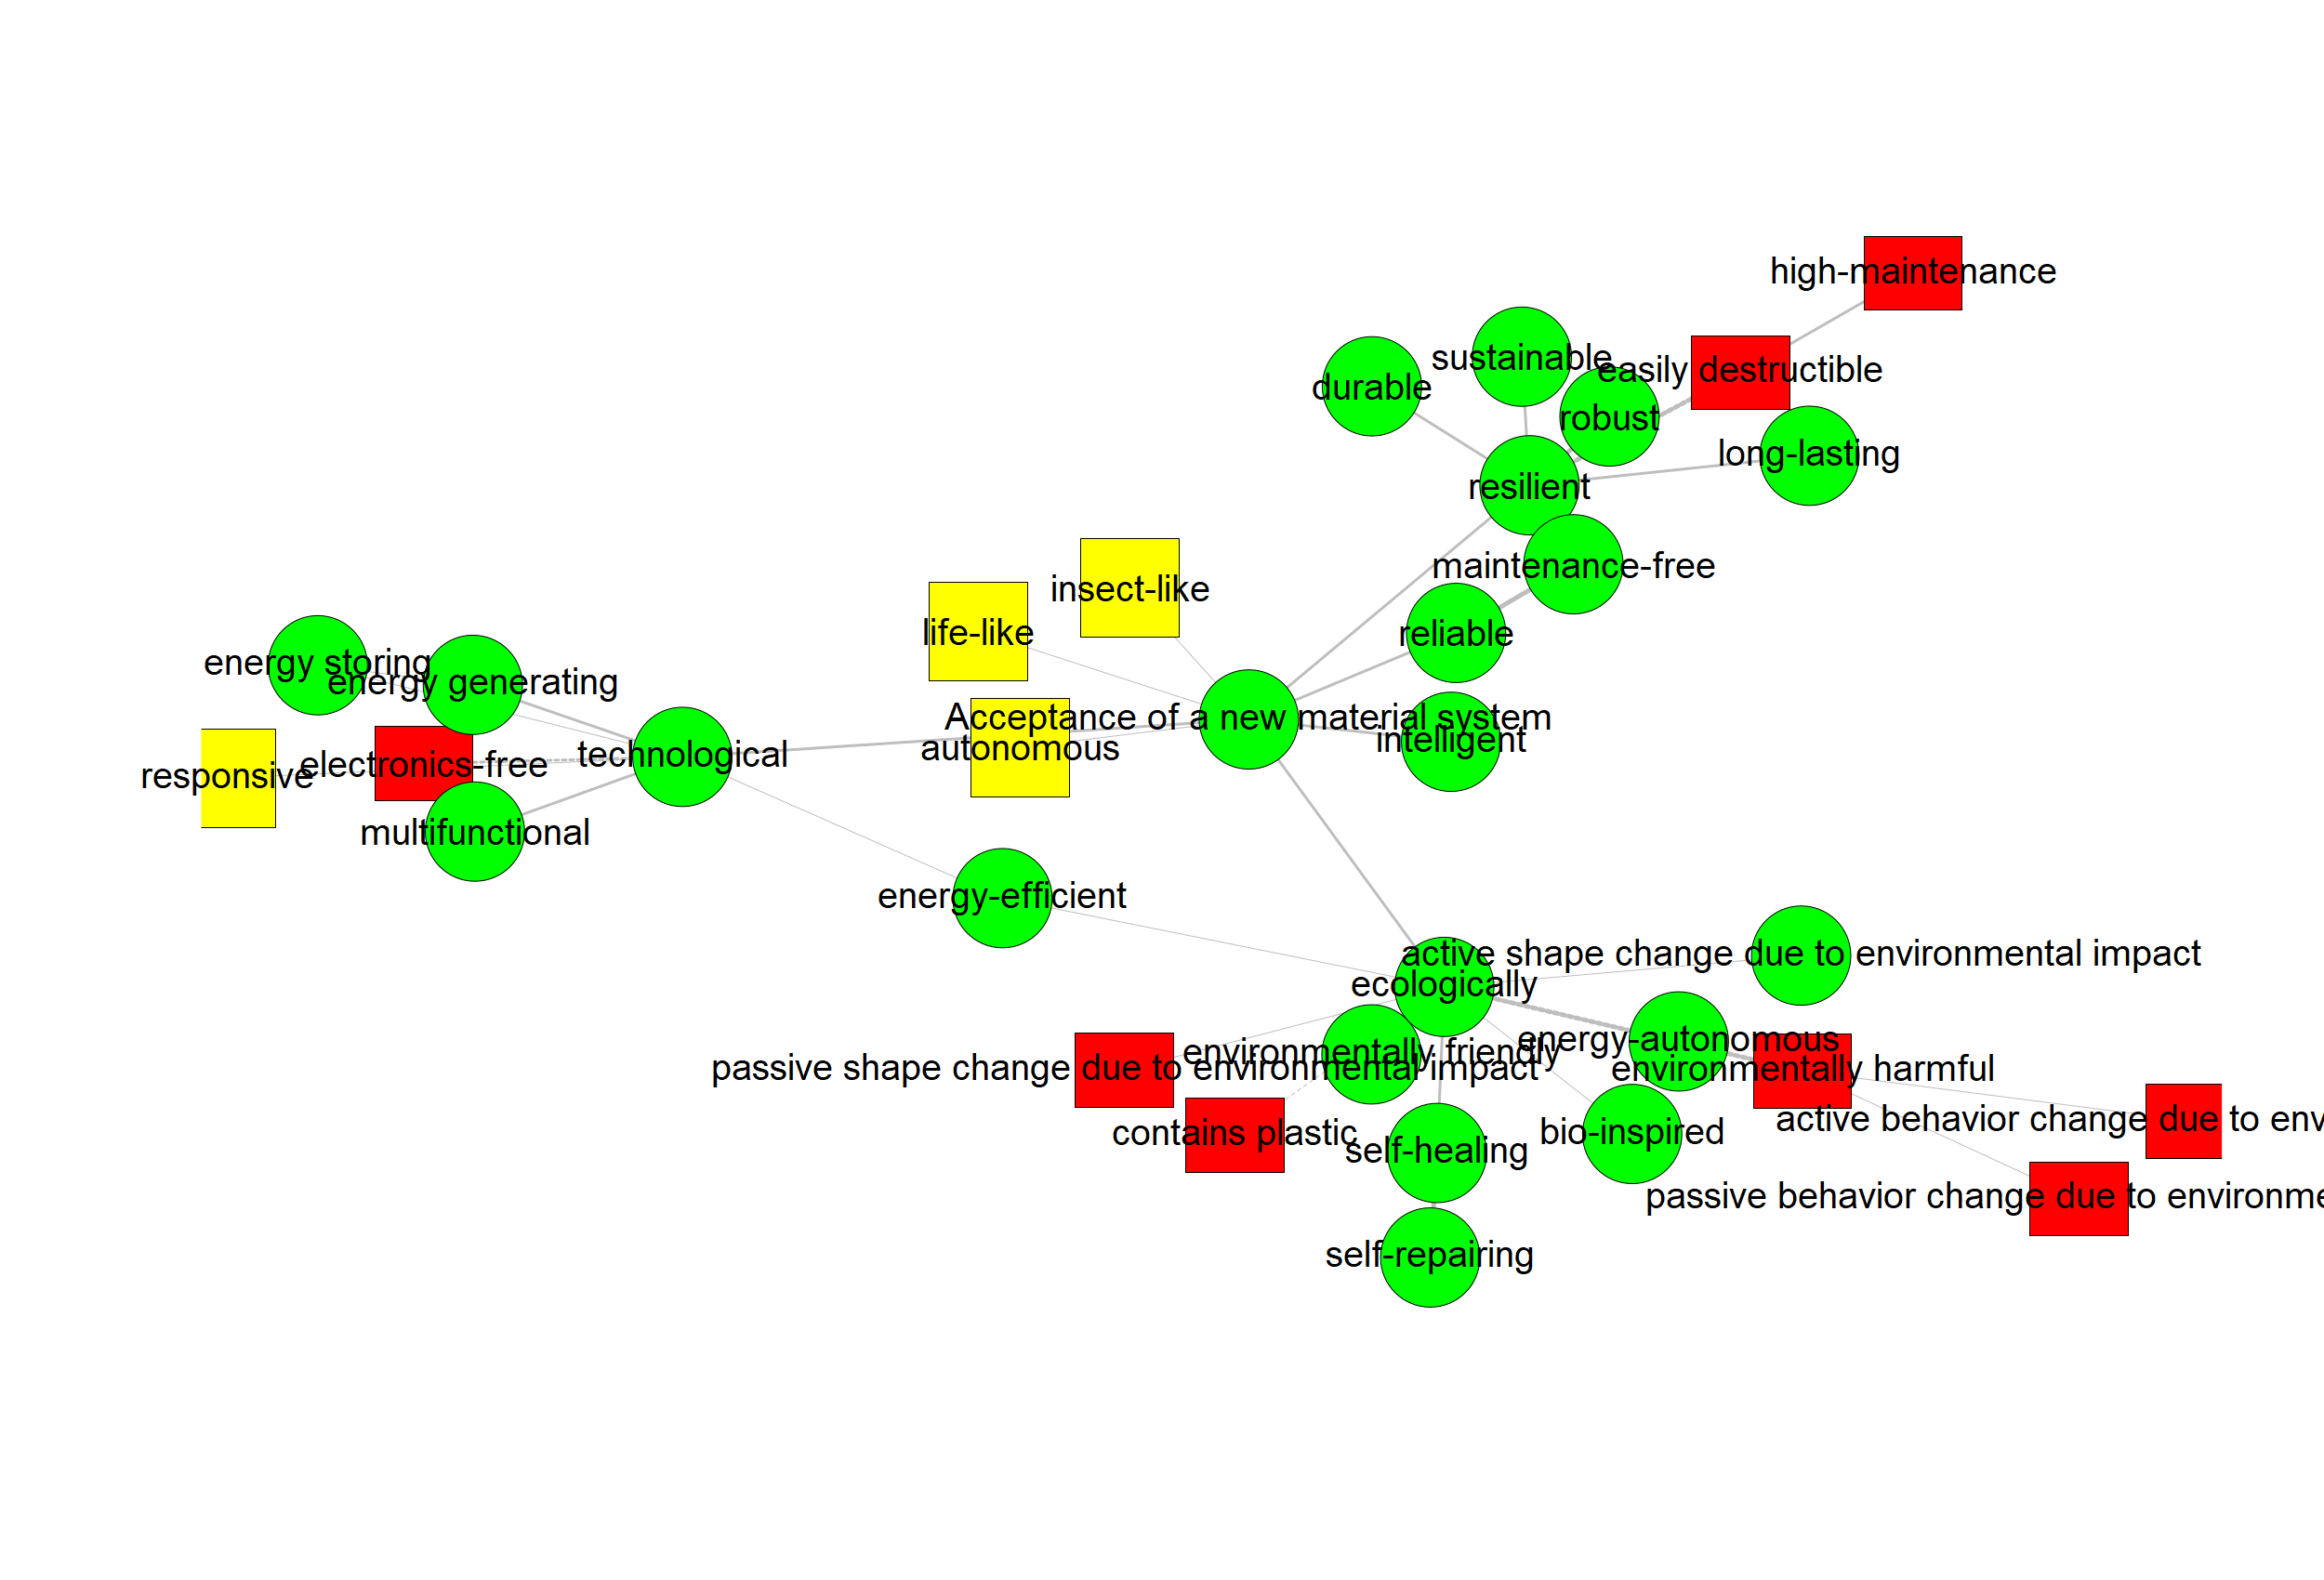 high-maintenance
sustainable
easily destructible
durable
robust
long-lasting
resilient
maintenance-free
insect-like
life-like
reliable
energy storing
energy generating
Acceptance of a new material system
intelligent
autonomous
technological
electronics-free
responsive
multifunctional
energy-efficient
active shape change due to environmental impact
ecologically
energy-autonomous
environmentally friendly
passive shape change due to environmental impact
environmentally harmful
active behavior change due to env
contains plastic
bio-inspired
self-healing
passive behavior change due to environme
self-repairing